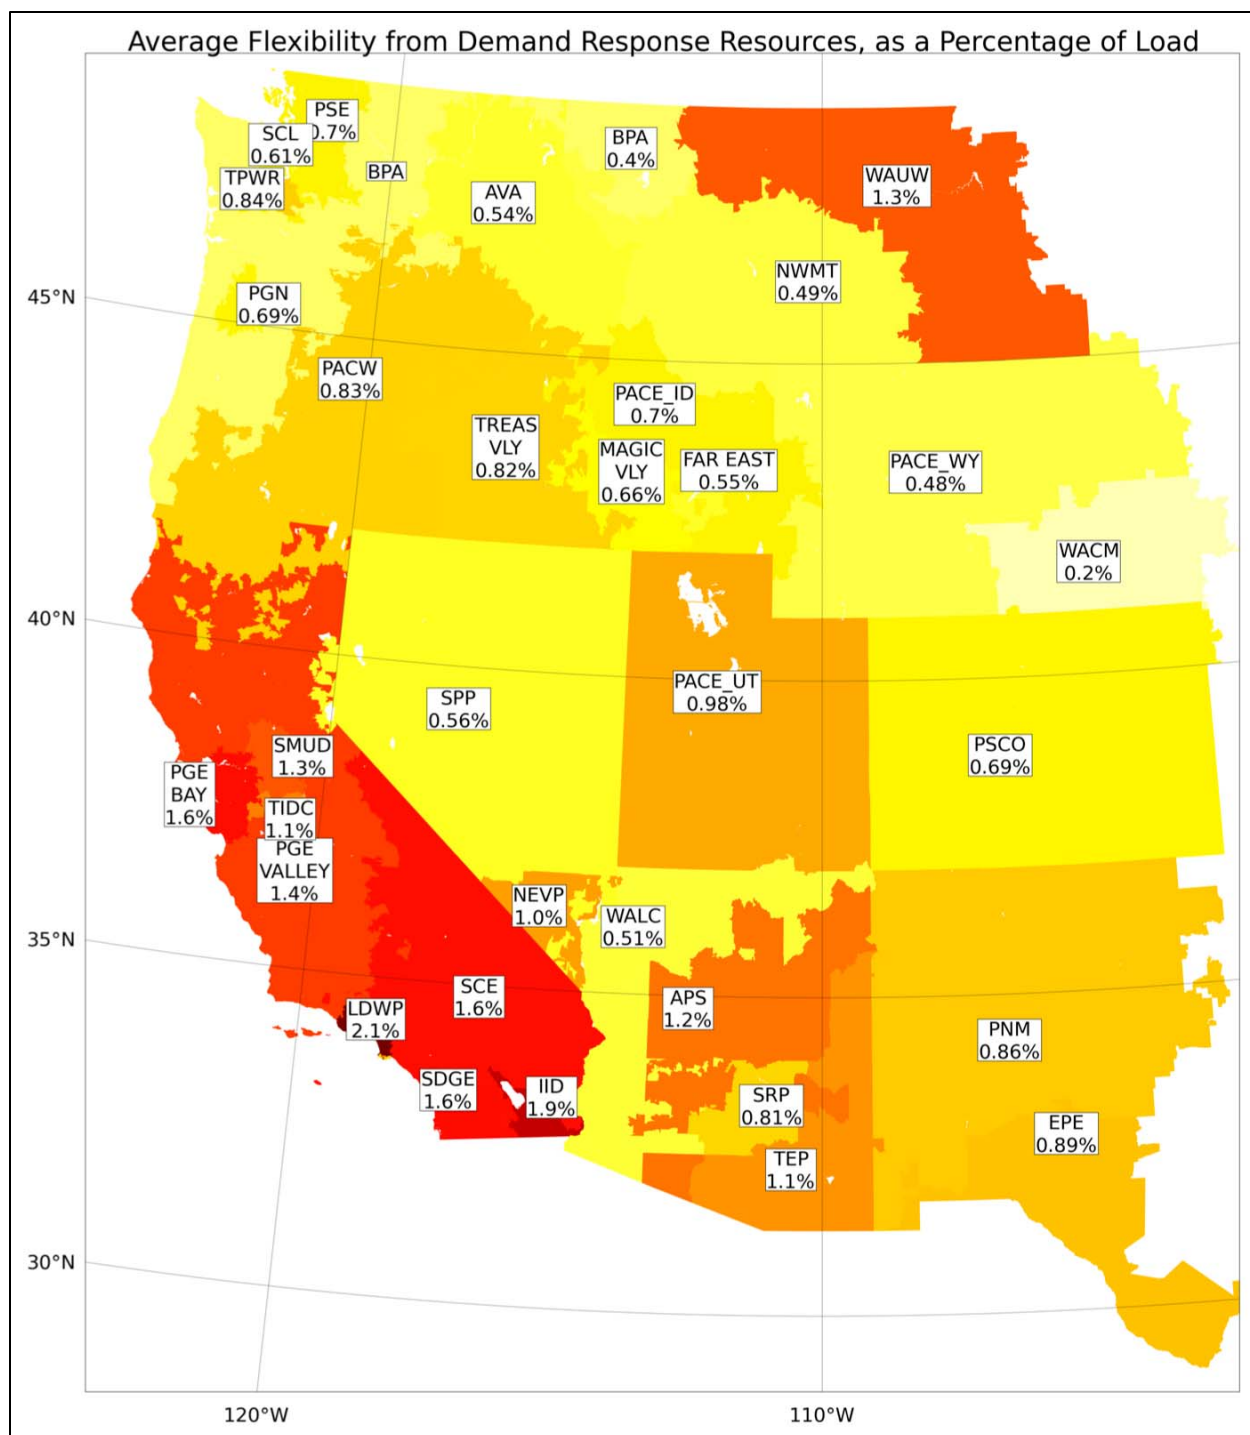 Average Flexibility from Demand Response Resources, as a Percentage of Load
PSE
0.7%
SCL
0.61%
TPWR
0.84%
BPA
AVA
0.54%
BPA
0.4%
WAUW
1.3%
NWMT
0.49%
45°N
PGN
0.69%
PACW
0.83%
PACE_ID
0.7%
TREAS
VLY
0.82%
MAGIC
VLY
0.66%
FAR EAST
0.55%
PACE_WY
0.48%
WACM
0.2%
40°N
SPP
0.56%
PACE_UT
0.98%
PSCO
0.69%
SMUD
1.3%
PGE
BAY
1.6%
TIDC
1.1%
PGE
VALLEY
1.4%
NEVP
1.0%
WALC
0.51%
35°N
SCE
1.6%
LDWP
2.1%
APS
1.2%
PNM
0.86%
SDGE
1.6%
IID
1.9%
SRP
0.81%
EPE
0.89%
TEP
1.1%
30°N
120°W
110°W